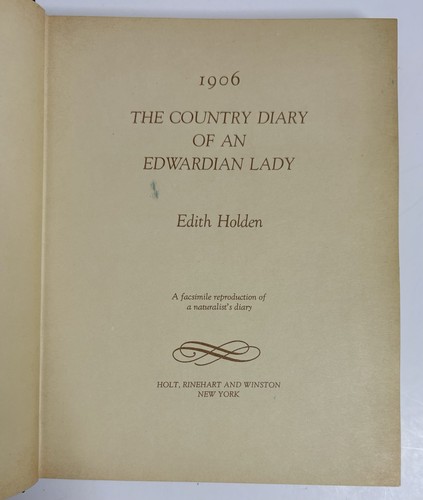 1906
THE COUNTRY DIARY
OF AN
EDWARDIAN LADY
Edith Holden
A facsimile reproduction of
a naturalist's diary
HOLT, RINEHART AND WINSTON
NEW YORK